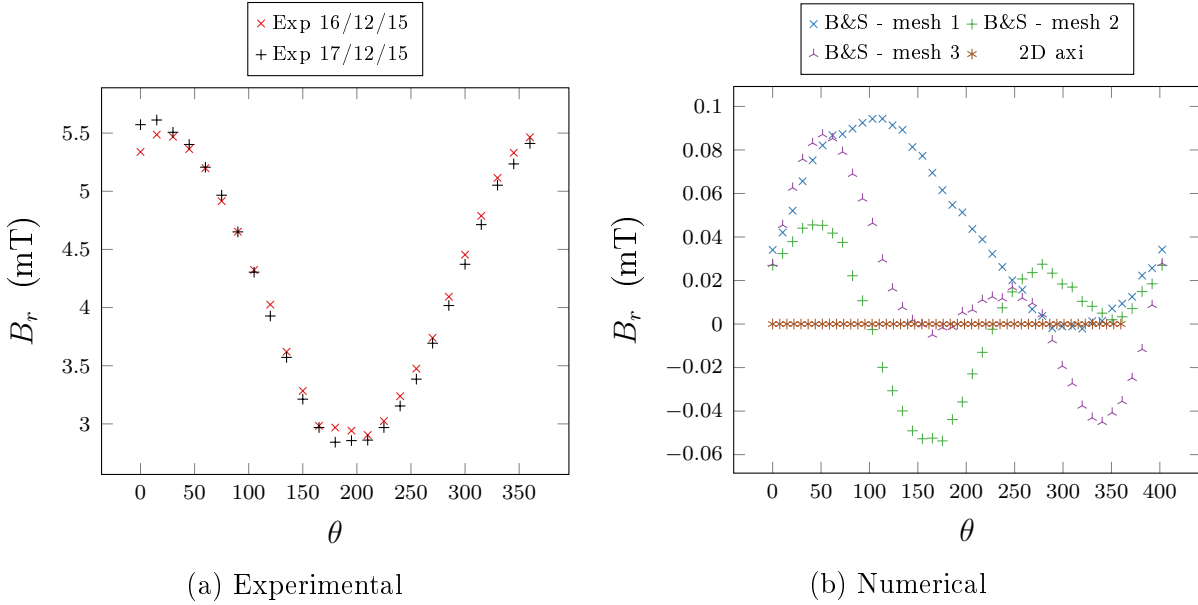 Exp 16/12/15
Exp 17/12/15
5.5
5
4.5
4
3.5
3
B_r (mT)
0 50 100 150 200 250 300 350
θ
(a) Experimental
B&S - mesh 1 B&S - mesh 2
B&S - mesh 3 2D axi
0.1
0.08
0.06
0.04
0.02
0
−0.02
−0.04
−0.06
B_r (mT)
0 50 100 150 200 250 300 350 400
θ
(b) Numerical